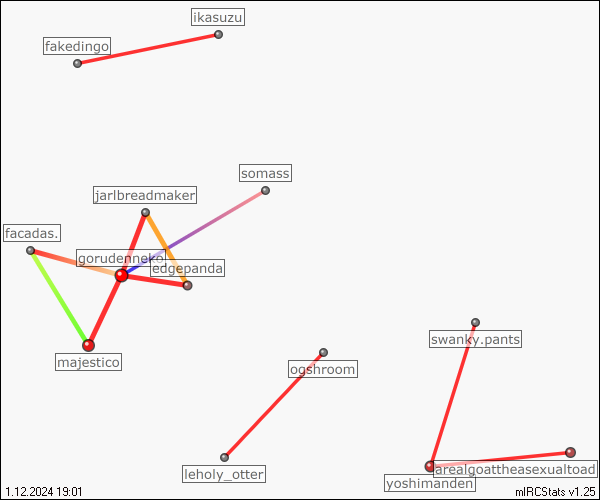 ikasuzu
fakedingo
somass
jarlbreadmaker
facadas.
gorudenneko
edgepanda
majestico
swanky.pants
ogshroom
leholy_otter
arealgoattheasexualtoad
yoshimanden
1.12.2024 19:01
mIRCStats v1.25